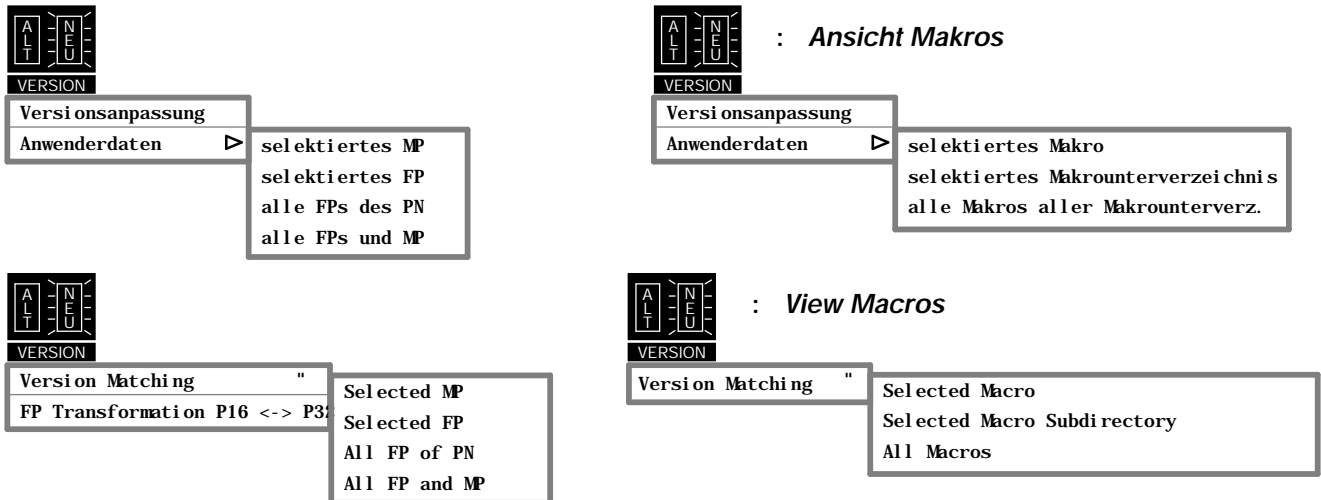 ALT NEU
VERSION
Versionsanpassung
Anwenderdaten
selektiertes MP
selektiertes FP
alle FPs des PN
alle FPs und MP
ALT NEU : Ansicht Makros
VERSION
Versionsanpassung
Anwenderdaten
selektiertes Makro
selektiertes Makrounterverzeichnis
alle Makros aller Makrounterverz.
ALT NEU
VERSION
Version Matching "
FP Transformation P16 <-> P32
Selected MP
Selected FP
All FP of PN
All FP and MP
ALT NEU : View Macros
VERSION
Version Matching "
Selected Macro
Selected Macro Subdirectory
All Macros